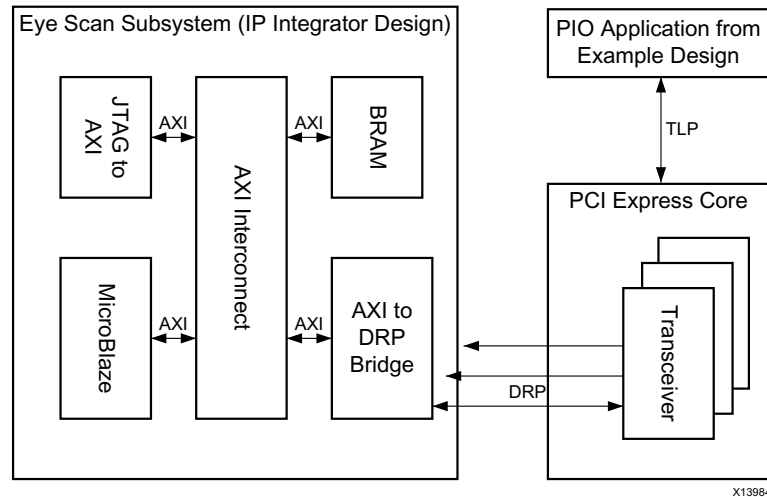 Eye Scan Subsystem (IP Integrator Design)
JTAG to
AXI
AXI
AXI Interconnect
AXI
BRAM
MicroBlaze
AXI
AXI
AXI to
DRP
Bridge
DRP
PIO Application from
Example Design
TLP
PCI Express Core
Transceiver